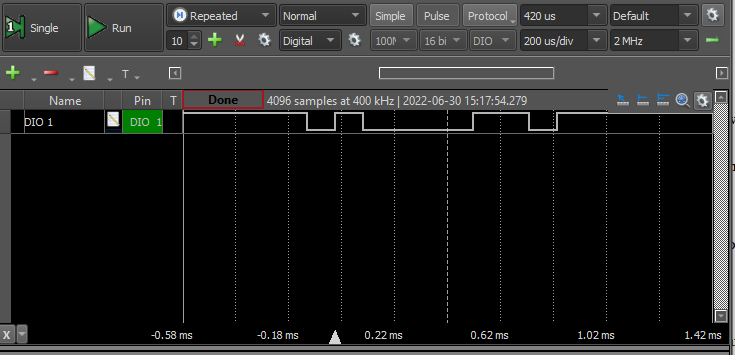 1 Single
Run
Repeated
Normal
Simple
Pulse
Protocol
420 us
Default
10
Digital
100M
16 bi
DIO
200 us/div
2 MHz
T
Name
Pin
T
Done
4096 samples at 400 kHz | 2022-06-30 15:17:54.279
DIO 1
DIO 1
X
-0.58 ms
-0.18 ms
0.22 ms
0.62 ms
1.02 ms
1.42 ms